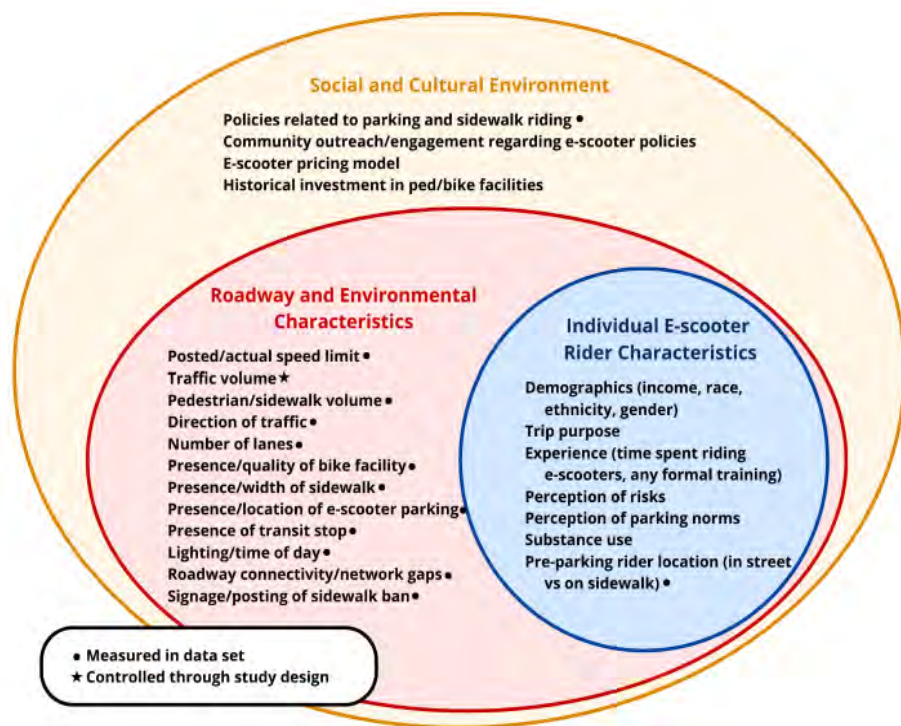 Social and Cultural Environment
Policies related to parking and sidewalk riding •
Community outreach/engagement regarding e-scooter policies
E-scooter pricing model
Historical investment in ped/bike facilities
Roadway and Environmental
Characteristics
Posted/actual speed limit •
Traffic volume ★
Pedestrian/sidewalk volume •
Direction of traffic •
Number of lanes •
Presence/quality of bike facility •
Presence/width of sidewalk •
Presence/location of e-scooter parking •
Presence of transit stop •
Lighting/time of day •
Roadway connectivity/network gaps •
Signage/posting of sidewalk ban •
Individual E-scooter
Rider Characteristics
Demographics (income, race,
ethnicity, gender)
Trip purpose
Experience (time spent riding
e-scooters, any formal training)
Perception of risks
Perception of parking norms
Substance use
Pre-parking rider location (in street
vs on sidewalk) •
• Measured in data set
★ Controlled through study design